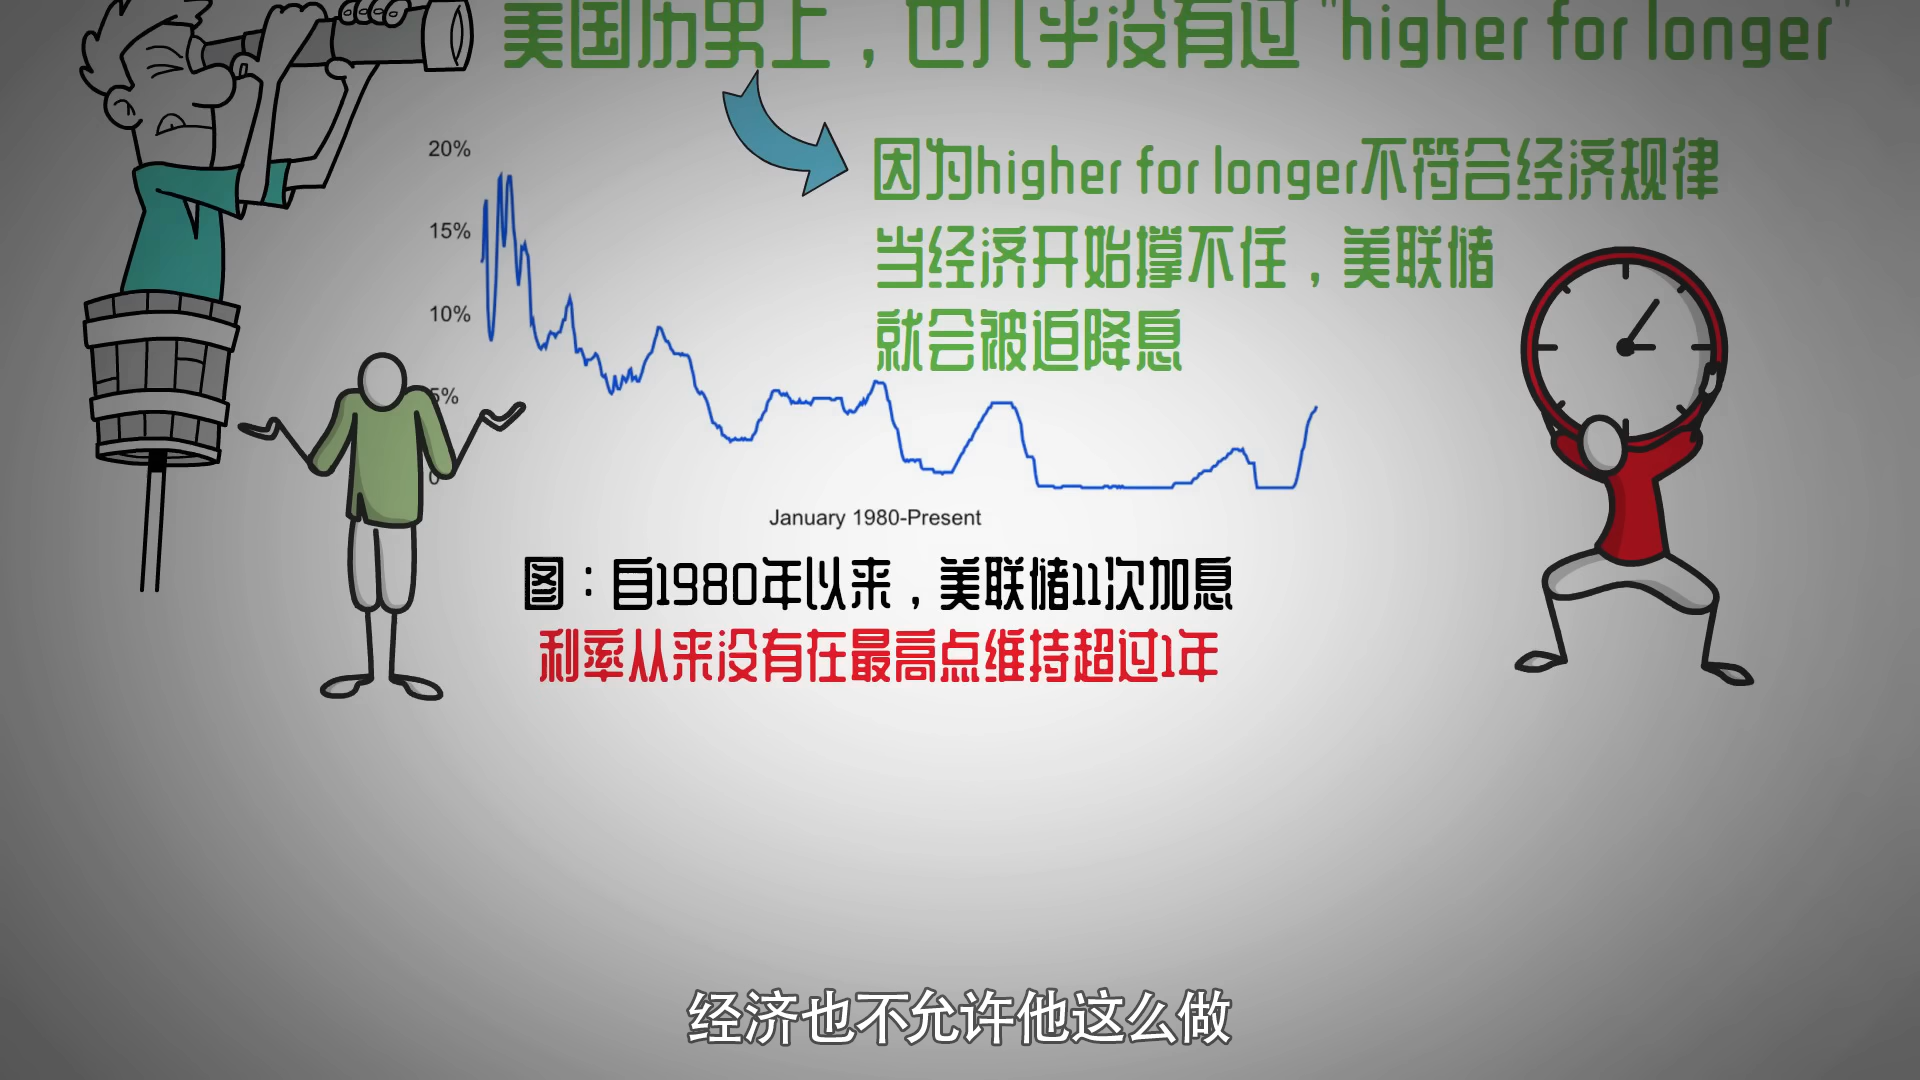 美国历史上，也几乎没有过 "higher for longer"
因为higher for longer不符合经济规律
当经济开始撑不住，美联储
就会被迫降息
20%
15%
10%
5%
0
January 1980-Present
图：自1980年以来，美联储11次加息
利率从来没有在最高点维持超过1年
经济也不允许他这么做